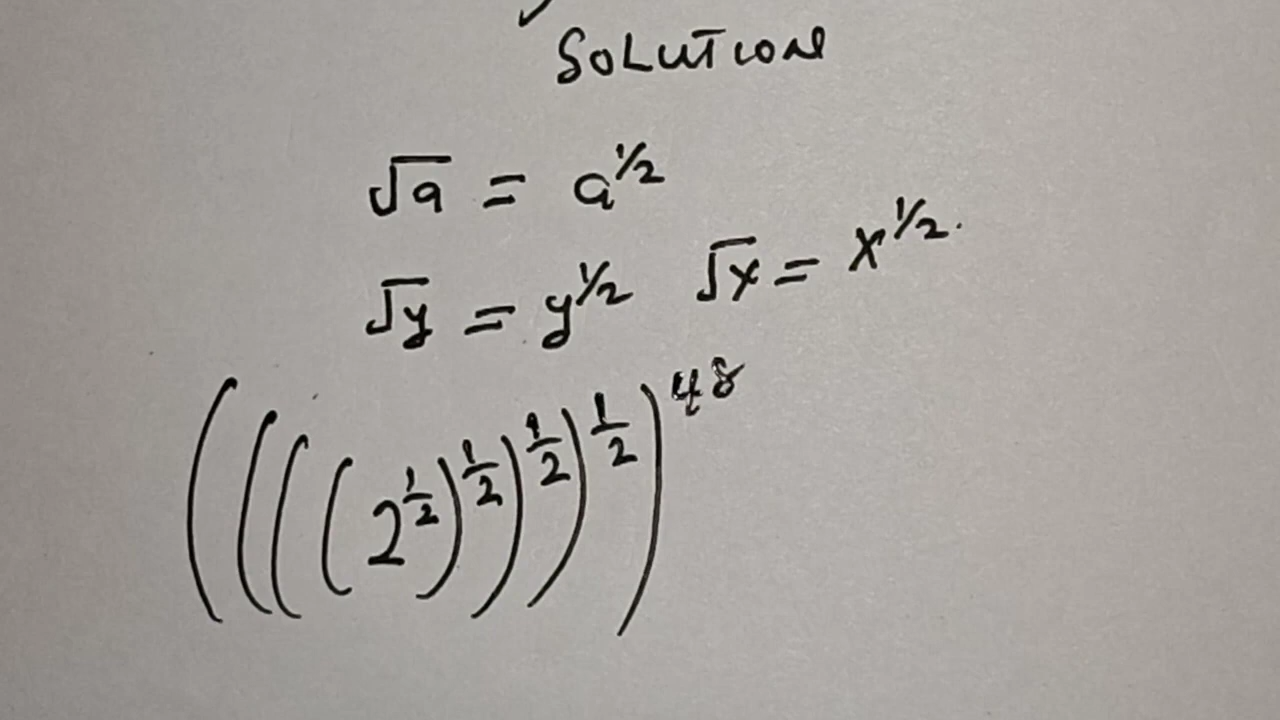 SOLUTION
√a = a^1/2
√y = y^1/2 √x = x^1/2.
((((2^1/2)^1/2)^1/2)^1/2)^48